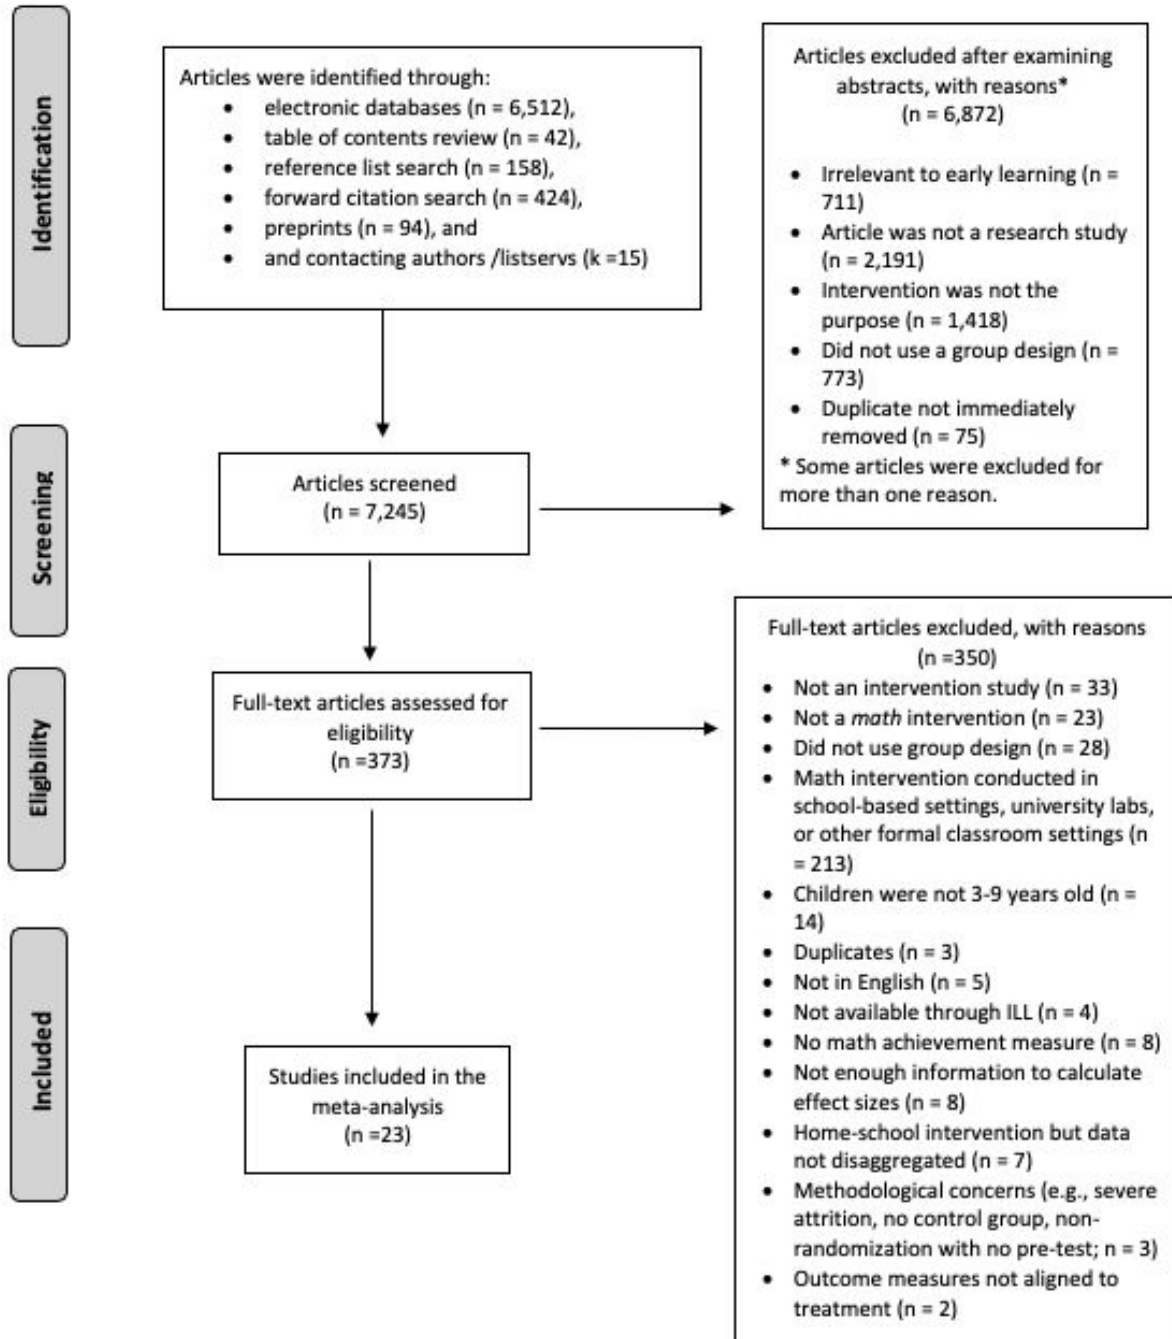 Identification
Articles were identified through:
• electronic databases (n = 6,512),
• table of contents review (n = 42),
• reference list search (n = 158),
• forward citation search (n = 424),
• preprints (n = 94), and
• and contacting authors /listservs (k =15)
Articles excluded after examining
abstracts, with reasons*
(n = 6,872)
• Irrelevant to early learning (n =
711)
• Article was not a research study
(n = 2,191)
• Intervention was not the
purpose (n = 1,418)
• Did not use a group design (n =
773)
• Duplicate not immediately
removed (n = 75)
* Some articles were excluded for
more than one reason.
Screening
Articles screened
(n = 7,245)
Eligibility
Full-text articles assessed for
eligibility
(n =373)
Full-text articles excluded, with reasons
(n =350)
• Not an intervention study (n = 33)
• Not a math intervention (n = 23)
• Did not use group design (n = 28)
• Math intervention conducted in
school-based settings, university labs,
or other formal classroom settings (n
= 213)
• Children were not 3-9 years old (n =
14)
• Duplicates (n = 3)
• Not in English (n = 5)
• Not available through ILL (n = 4)
• No math achievement measure (n = 8)
• Not enough information to calculate
effect sizes (n = 8)
• Home-school intervention but data
not disaggregated (n = 7)
• Methodological concerns (e.g., severe
attrition, no control group, non-
randomization with no pre-test; n = 3)
• Outcome measures not aligned to
treatment (n = 2)
Included
Studies included in the
meta-analysis
(n =23)